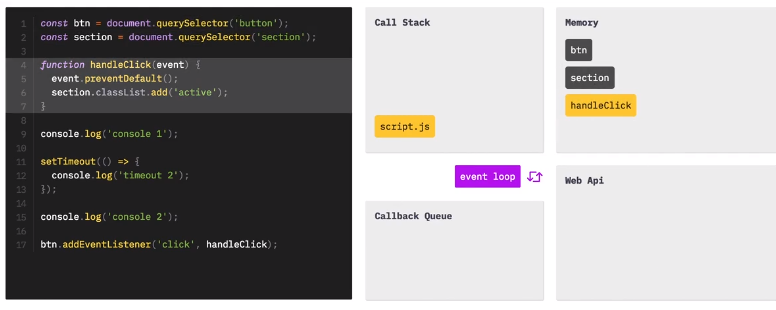 1 const btn = document.querySelector('button');
2 const section = document.querySelector('section');
3
4 function handleClick(event) {
5 event.preventDefault();
6 section.classList.add('active');
7 }
8
9 console.log('console 1');
10
11 setTimeout(() => {
12 console.log('timeout 2');
13 });
14
15 console.log('console 2');
16
17 btn.addEventListener('click', handleClick);
Call Stack
script.js
Memory
btn
section
handleClick
event loop
Callback Queue
Web Api